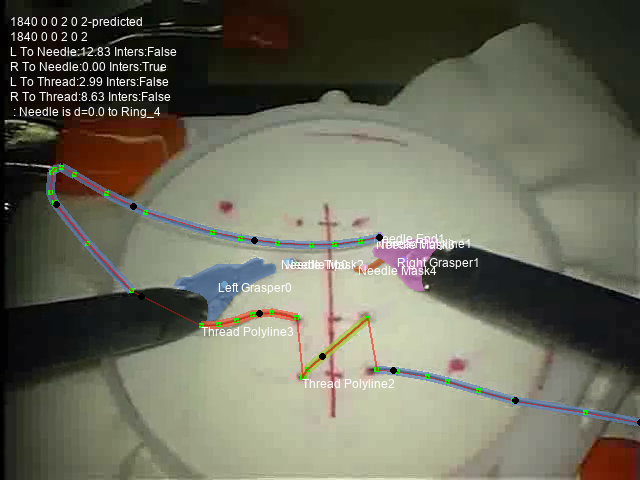 1840 0 0 2 0 2-predicted
1840 0 0 2 0 2
L To Needle:12.83 Inters:False
R To Needle:0.00 Inters:True
L To Thread:2.99 Inters:False
R To Thread:8.63 Inters:False
: Needle is d=0.0 to Ring_4
Needle End1
Right Grasper1
Needle Mask4
Left Grasper0
Thread Polyline3
Thread Polyline2